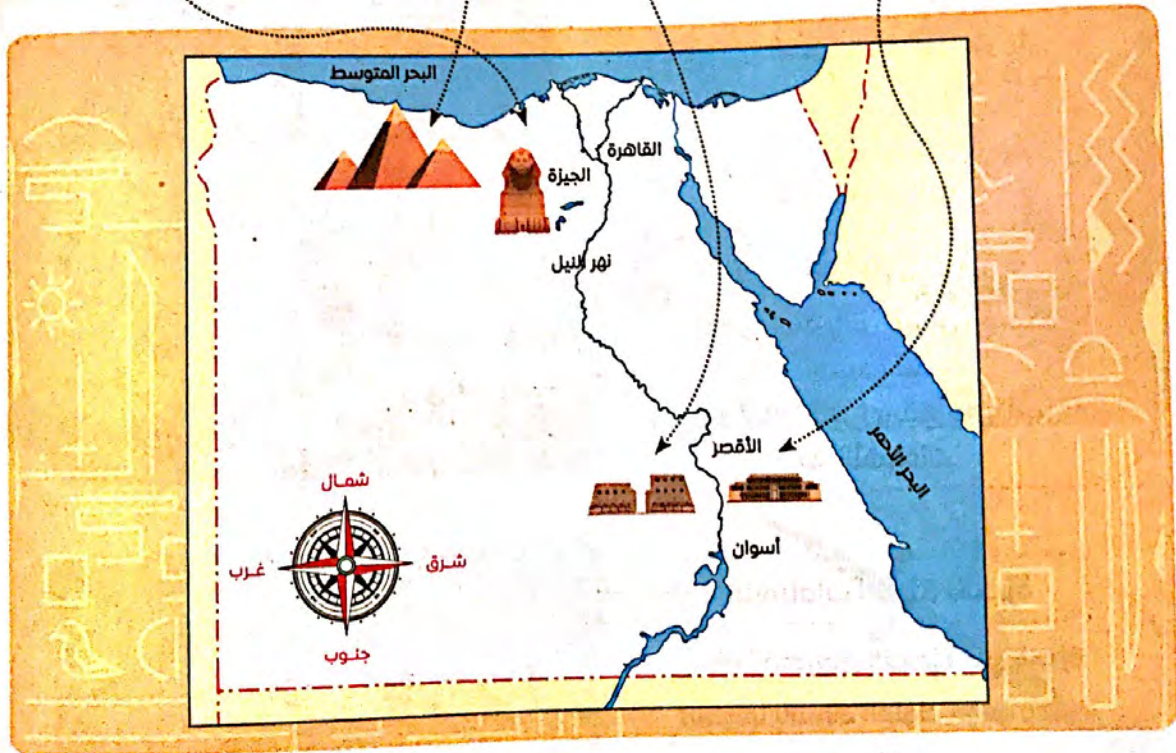 البحر المتوسط
القاهرة
الجيزة
نهر النيل
الأقصر
البحر الأحمر
أسوان
شمال
شرق
غرب
جنوب